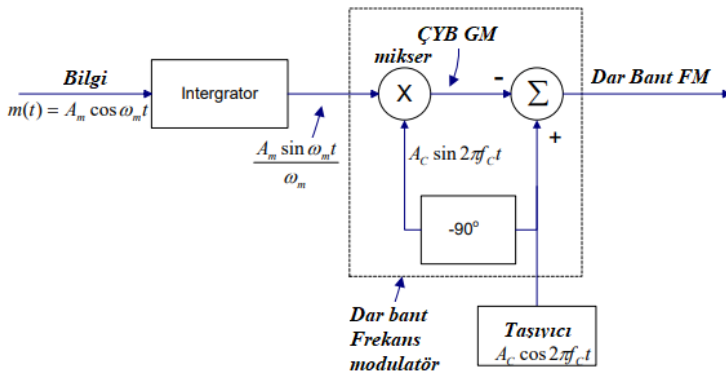 ÇYB GM
mikser
Bilgi
Intergrator
X
-
Σ
Dar Bant FM
m(t) = A_m cos ω_m t
+
A_m sin ω_m t
ω_m
A_C sin 2πf_C t
-90°
Dar bant
Frekans
modulatör
Taşıyıcı
A_C cos 2πf_C t